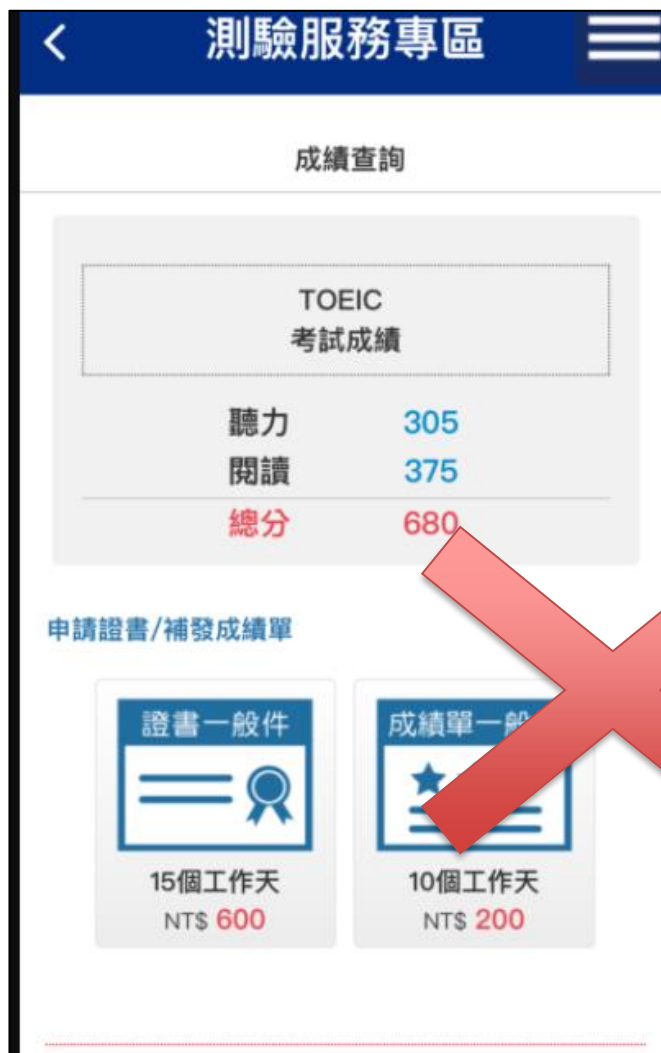 測驗服務專區
成績查詢
TOEIC
考試成績
聽力 305
閱讀 375
總分 680
申請證書/補發成績單
證書一般件
15個工作天
NT$ 600
成績單一般
10個工作天
NT$ 200